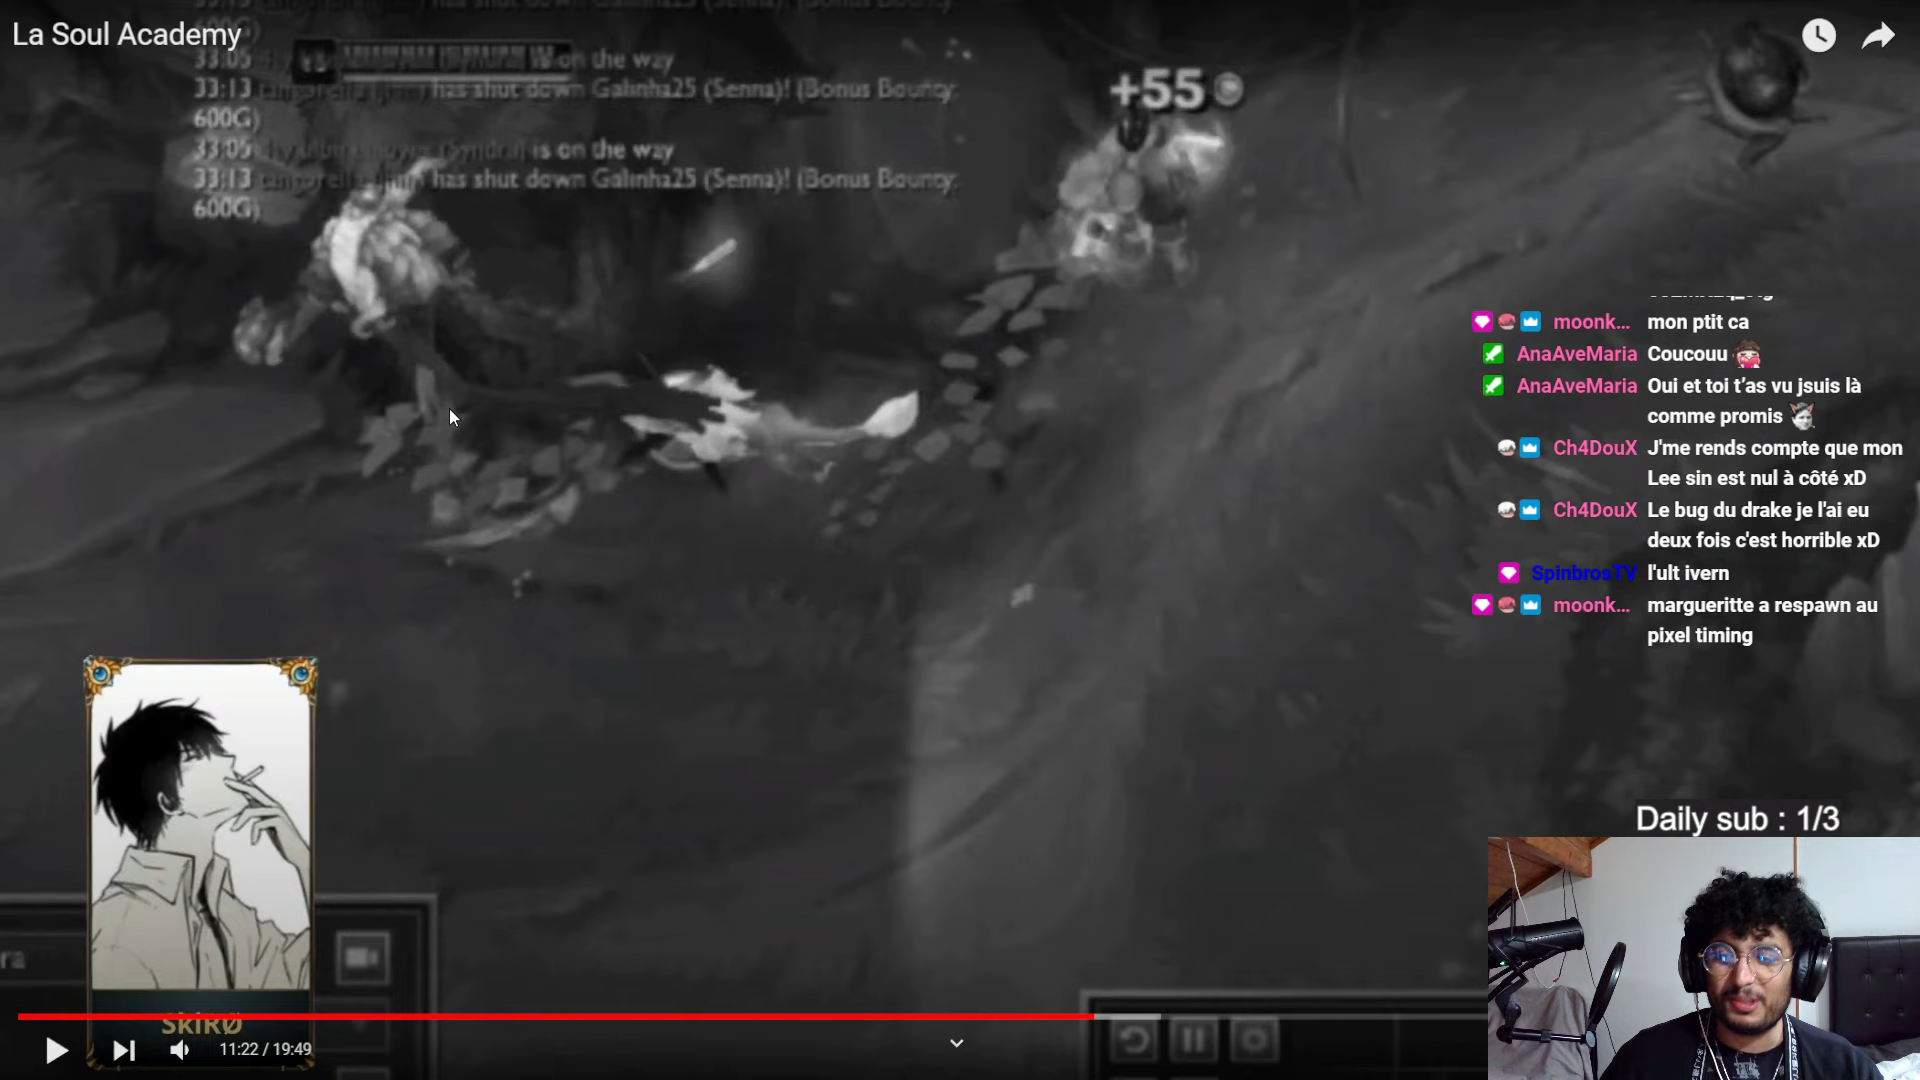 La Soul Academy
600G)
33:05 on the way
33:13 has shut down Galinha25 (Senna)! (Bonus Bounty:
600G)
33:05 is on the way
33:13 has shut down Galinha25 (Senna)! (Bonus Bounty:
600G)
+55
moonk... mon ptit ca
AnaAveMaria Coucouu
AnaAveMaria Oui et toi t'as vu jsuis là
comme promis
Ch4DouX J'me rends compte que mon
Lee sin est nul à côté xD
Ch4DouX Le bug du drake je l'ai eu
deux fois c'est horrible xD
SpinbrosTV l'ult ivern
moonk... margueritte a respawn au
pixel timing
Daily sub : 1/3
SkIRØ
11:22 / 19:49